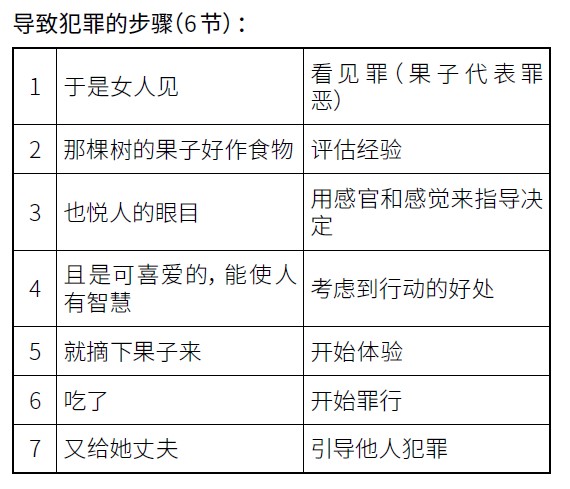 导致犯罪的步骤（6 节）：
1 于是女人见 看见罪（果子代表罪
恶）
2 那棵树的果子好作食物 评估经验
3 也悦人的眼目 用感官和感觉来指导决
定
4 且是可喜爱的，能使人
有智慧 考虑到行动的好处
5 就摘下果子来 开始体验
6 吃了 开始罪行
7 又给她丈夫 引导他人犯罪